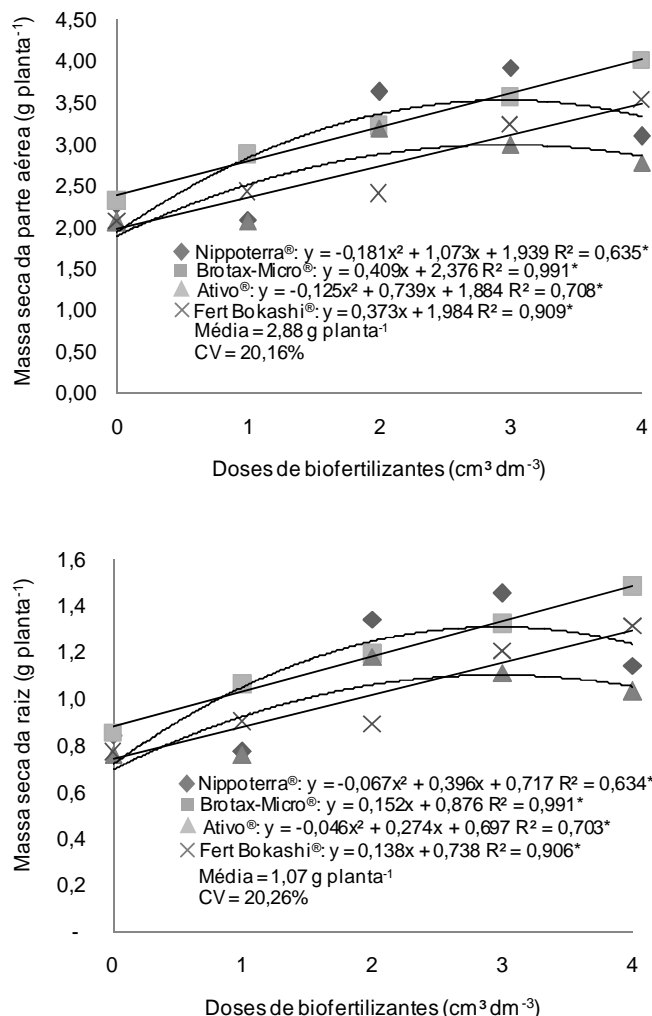 Massa seca da parte aérea (g planta⁻¹)
4,50
4,00
3,50
3,00
2,50
2,00
1,50
1,00
0,50
0,00
Nippoterra®: y = -0,181x² + 1,073x + 1,939 R² = 0,635*
Brotax-Micro®: y = 0,409x + 2,376 R² = 0,991*
Ativo®: y = -0,125x² + 0,739x + 1,884 R² = 0,708*
Fert Bokashi®: y = 0,373x + 1,984 R² = 0,909*
Média = 2,88 g planta⁻¹
CV = 20,16%
0 1 2 3 4
Doses de biofertilizantes (cm³ dm⁻³)
Massa seca da raiz (g planta⁻¹)
1,6
1,4
1,2
1,0
0,8
0,6
0,4
0,2
-
Nippoterra®: y = -0,067x² + 0,396x + 0,717 R² = 0,634*
Brotax-Micro®: y = 0,152x + 0,876 R² = 0,991*
Ativo®: y = -0,046x² + 0,274x + 0,697 R² = 0,703*
Fert Bokashi®: y = 0,138x + 0,738 R² = 0,906*
Média = 1,07 g planta⁻¹
CV = 20,26%
0 1 2 3 4
Doses de biofertilizantes (cm³ dm⁻³)